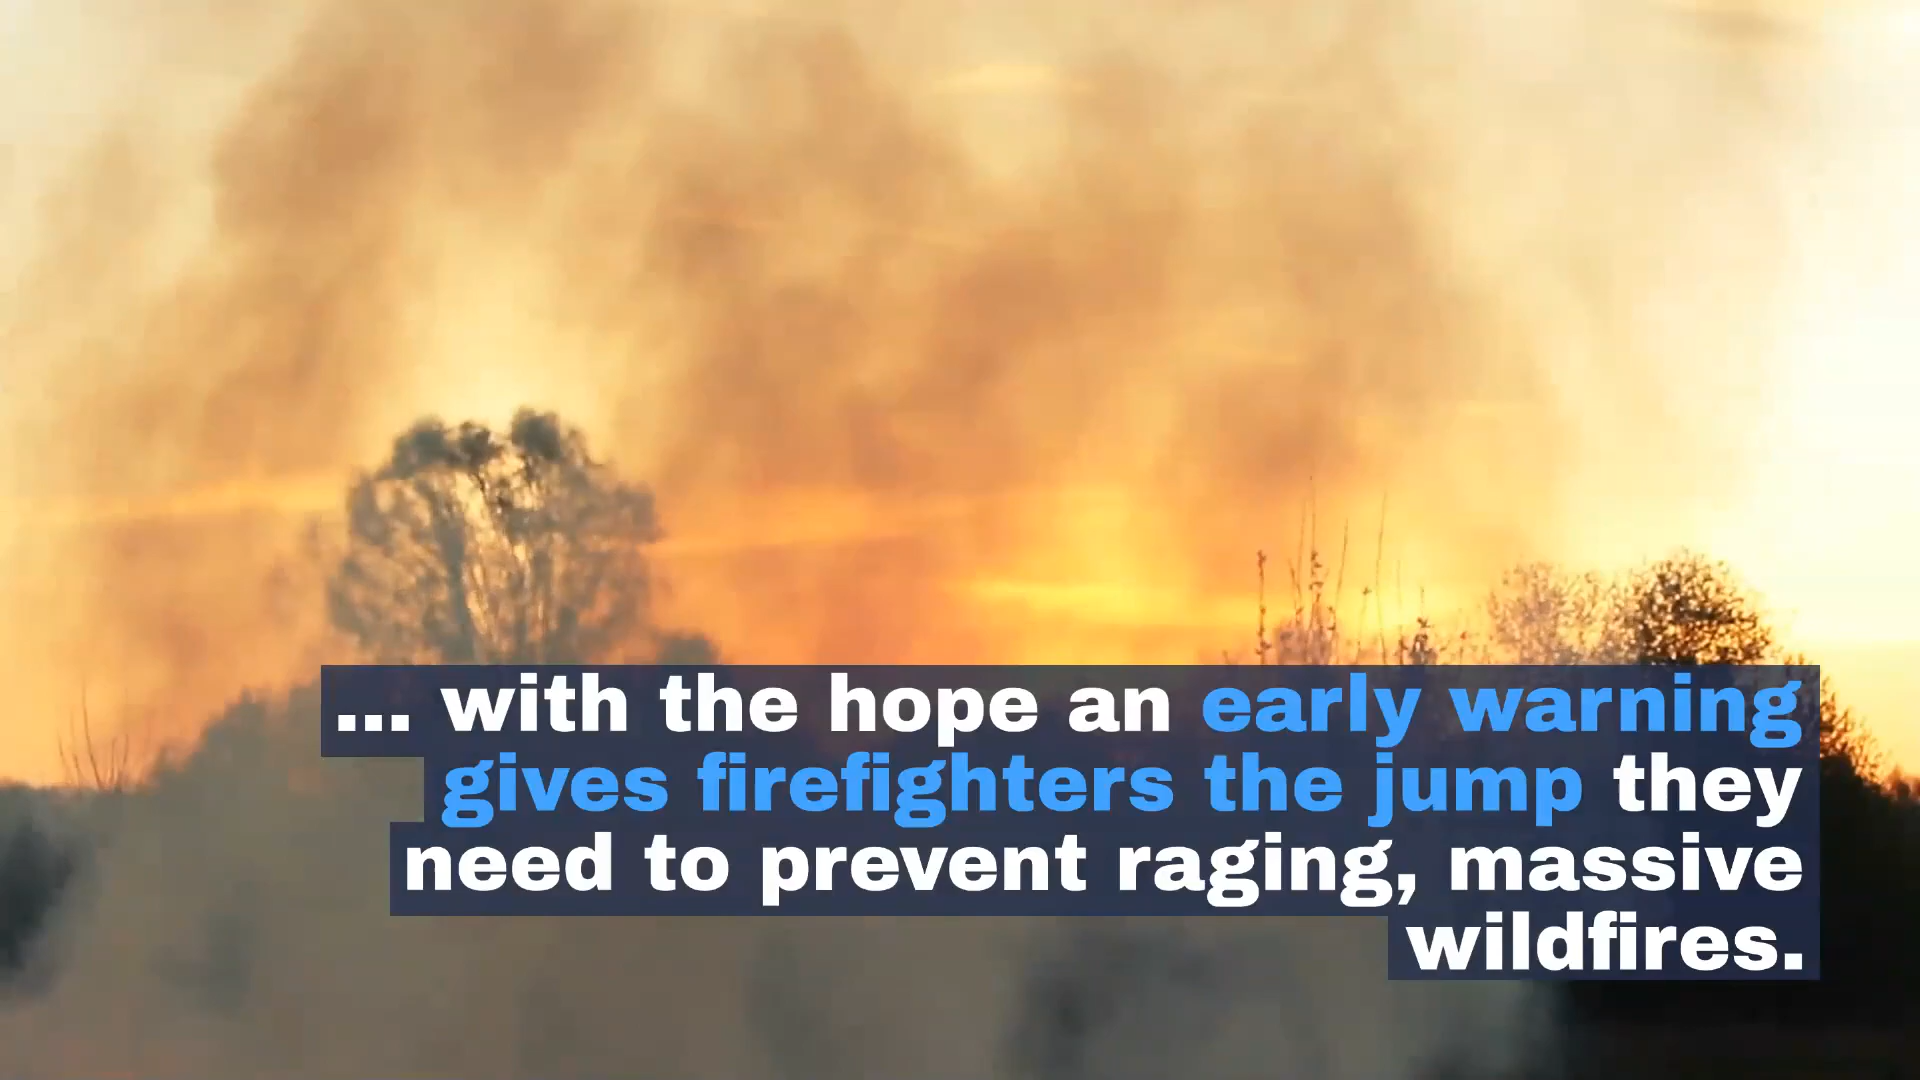 ... with the hope an early warning
gives firefighters the jump they
need to prevent raging, massive
wildfires.